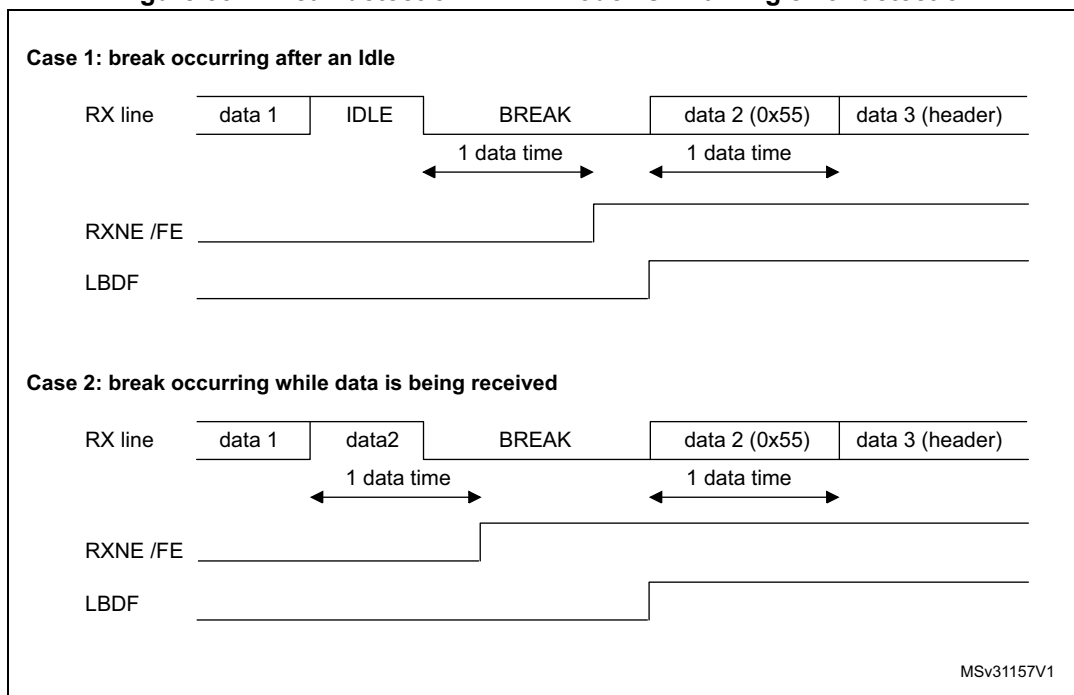 Case 1: break occurring after an Idle
RX line data 1 IDLE BREAK data 2 (0x55) data 3 (header)
1 data time 1 data time
RXNE /FE
LBDF
Case 2: break occurring while data is being received
RX line data 1 data2 BREAK data 2 (0x55) data 3 (header)
1 data time 1 data time
RXNE /FE
LBDF
MSv31157V1